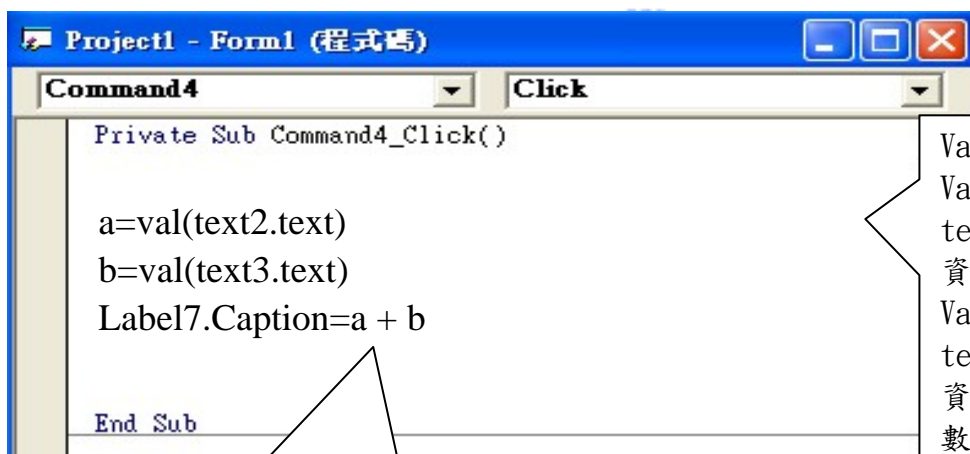 Project1 - Form1 (程式碼)
Command4
Click
Private Sub Command4_Click()
a=val(text2.text)
b=val(text3.text)
Label7.Caption=a + b
End Sub
Va
Va
te
資
Va
te
資
數